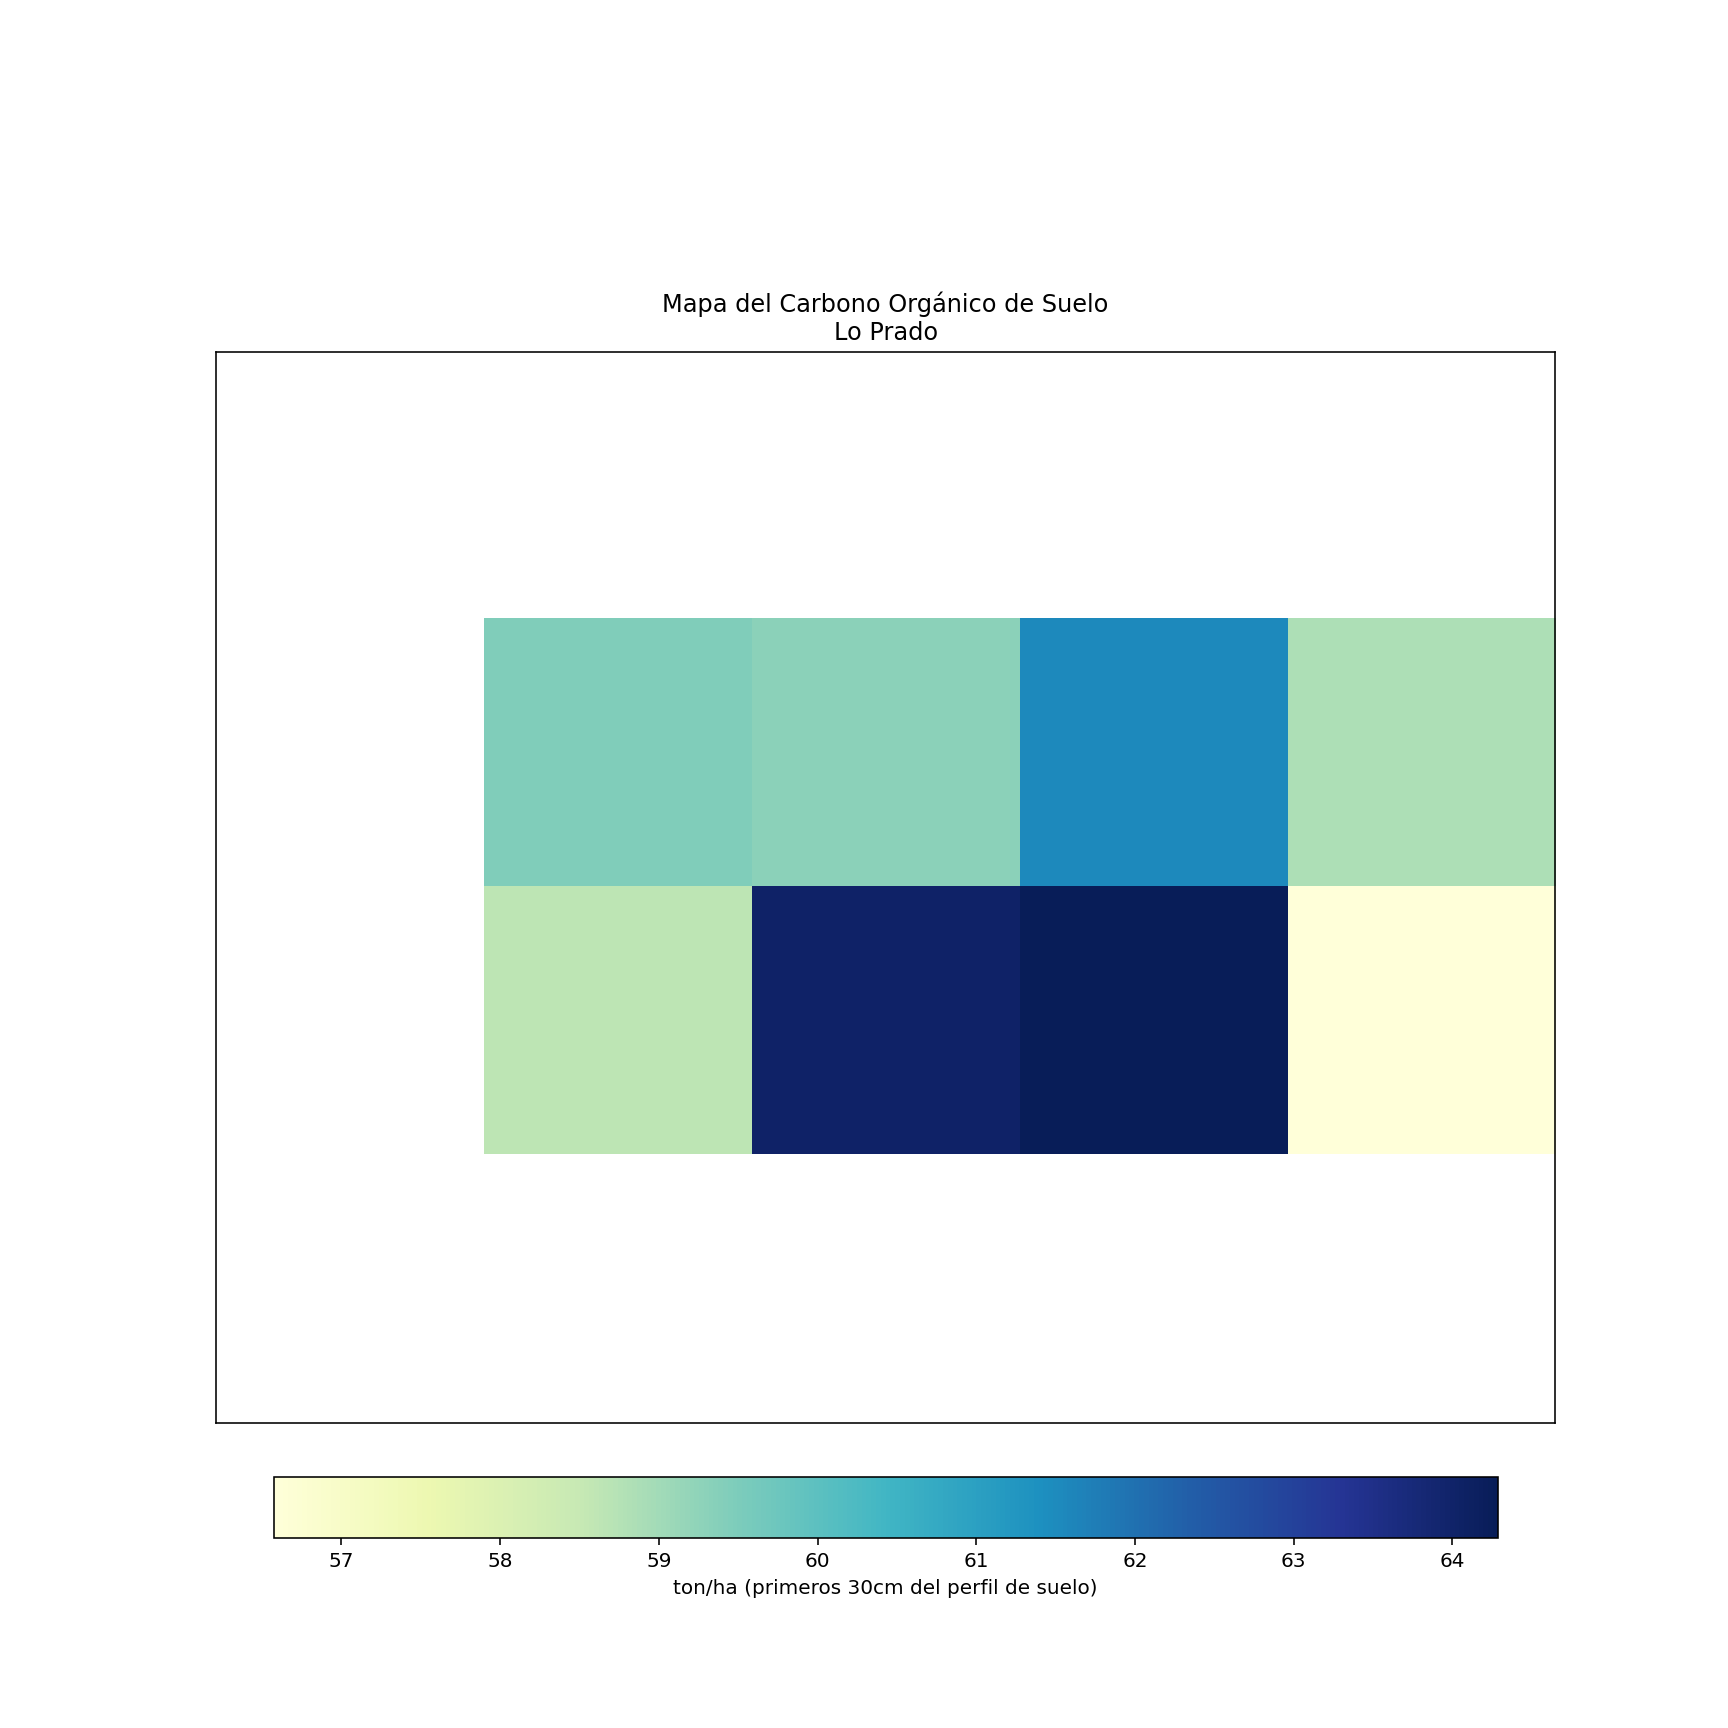 Mapa del Carbono Orgánico de Suelo
Lo Prado
57 58 59 60 61 62 63 64
ton/ha (primeros 30cm del perfil de suelo)